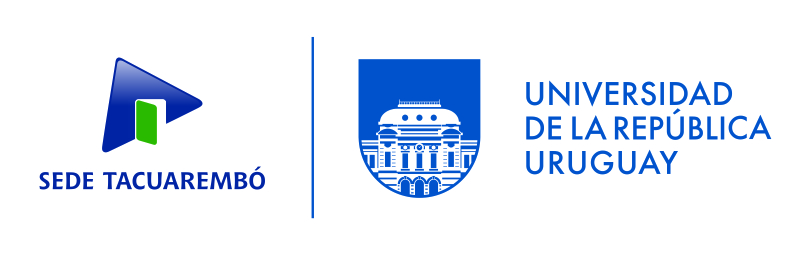 SEDE TACUAREMBÓ
UNIVERSIDAD
DE LA REPÚBLICA
URUGUAY